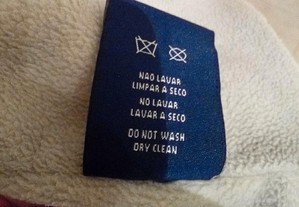 NAO LAVAR
LIMPAR A SECO
NO LAVAR
LAVAR A SECO
DO NOT WASH
DRY CLEAN